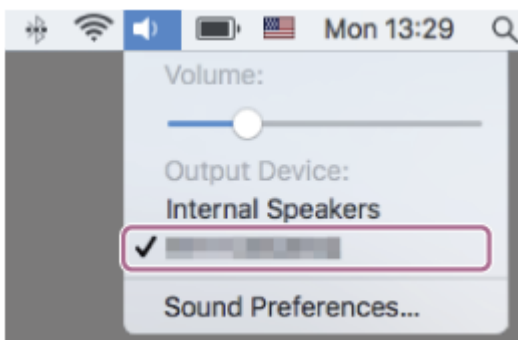 Mon 13:29
Volume:
Output Device:
Internal Speakers
Sound Preferences...